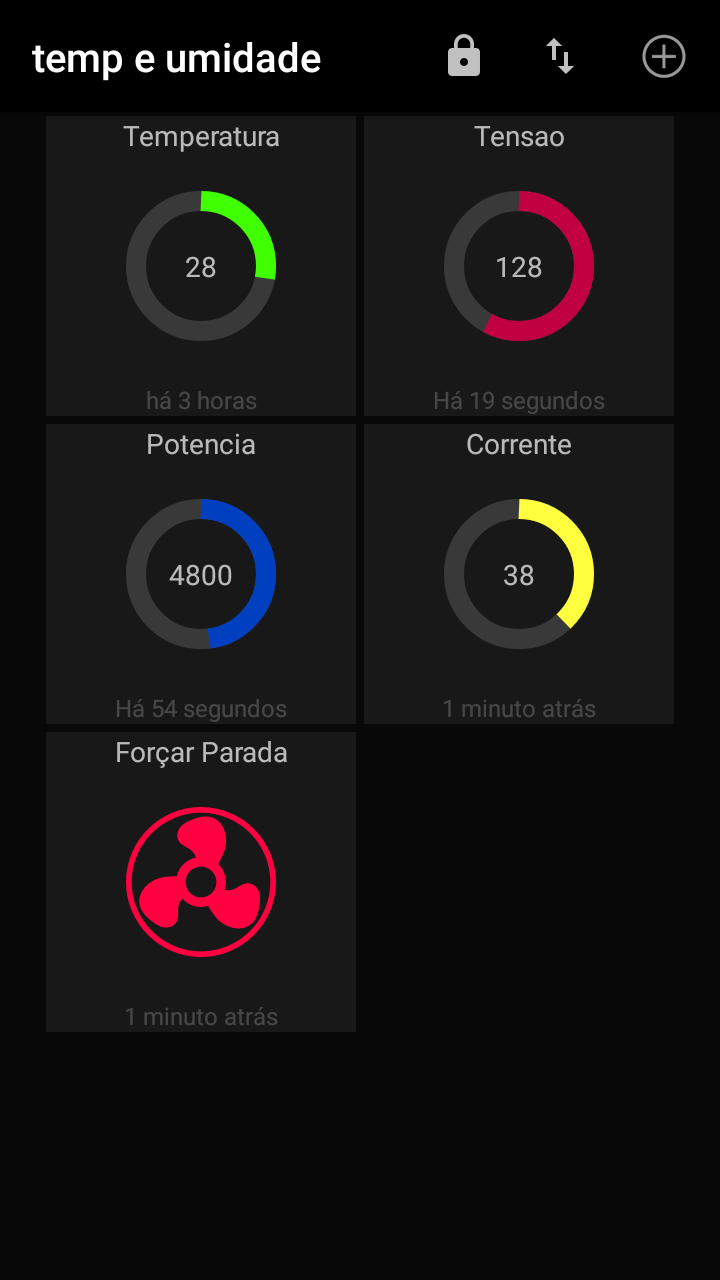 temp e umidade
Temperatura
28
há 3 horas
Tensao
128
Há 19 segundos
Potencia
4800
Há 54 segundos
Corrente
38
1 minuto atrás
Forçar Parada
1 minuto atrás